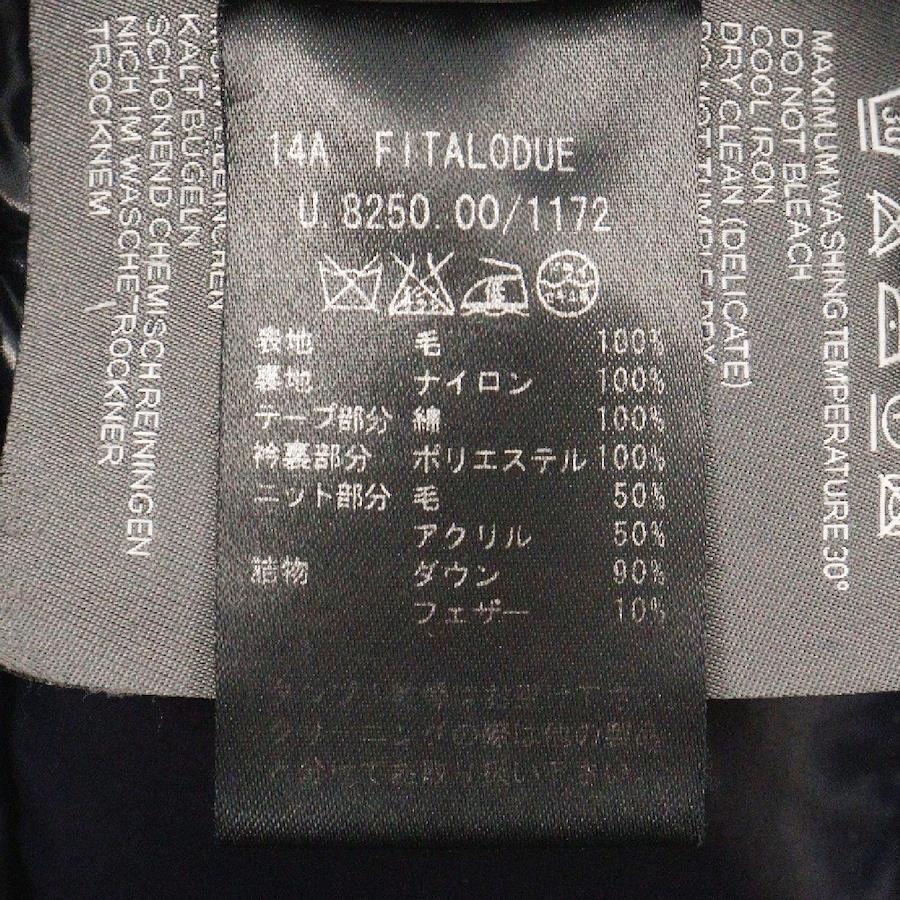 14A FITALODUE
U.8250.00/1172
表地 毛 100%
裏地 ナイロン 100%
テープ部分 綿 100%
衿裏部分 ポリエステル 100%
ニット部分 毛 50%
アクリル 50%
詰物 ダウン 90%
フェザー 10%
MAXIMUM WASHING TEMPERATURE 30°
DO NOT BLEACH
COOL IRON
DRY CLEAN (DELICATE)
KALT BÜGELN
SCHONEND CHEMISCH REINIGEN
NICH IM WASCHETROCKNER
TROCKNEM